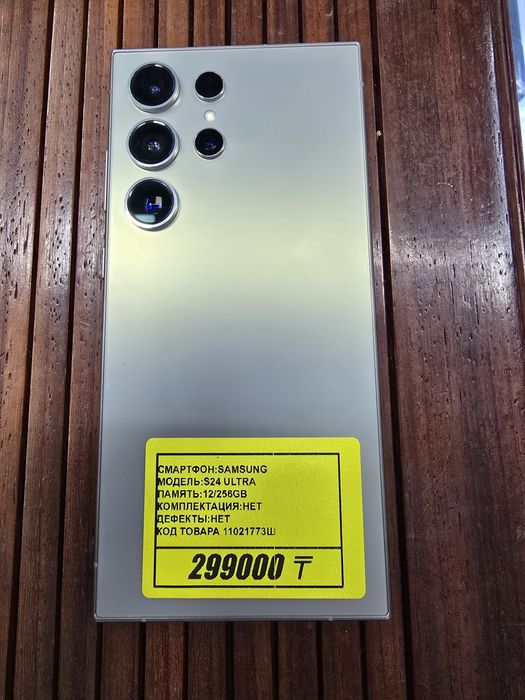 СМАРТФОН:SAMSUNG
МОДЕЛЬ:S24 ULTRA
ПАМЯТЬ:12/256GB
КОМПЛЕКТАЦИЯ:НЕТ
ДЕФЕКТЫ:НЕТ
КОД ТОВАРА 11021773Ш
299000 ₸